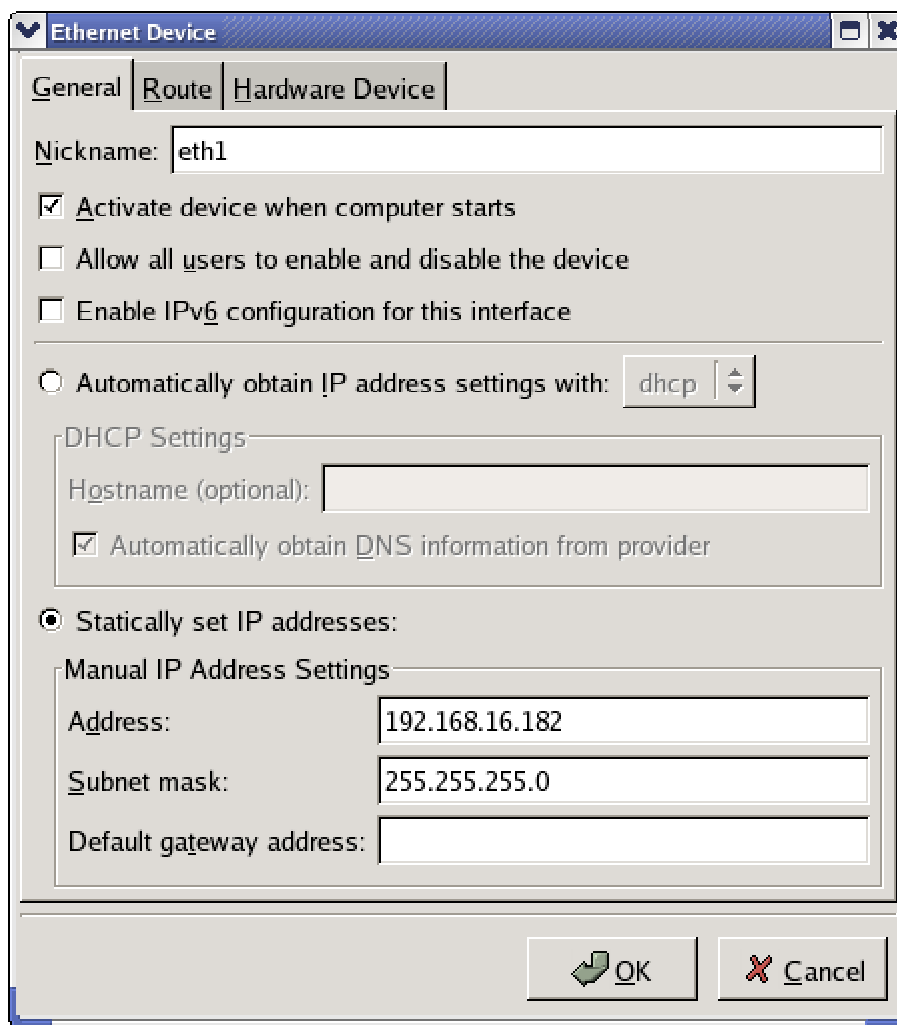 Ethernet Device
General Route Hardware Device
Nickname: eth1
Activate device when computer starts
Allow all users to enable and disable the device
Enable IPv6 configuration for this interface
Automatically obtain IP address settings with: dhcp
DHCP Settings
Hostname (optional):
Automatically obtain DNS information from provider
Statically set IP addresses:
Manual IP Address Settings
Address: 192.168.16.182
Subnet mask: 255.255.255.0
Default gateway address:
OK Cancel